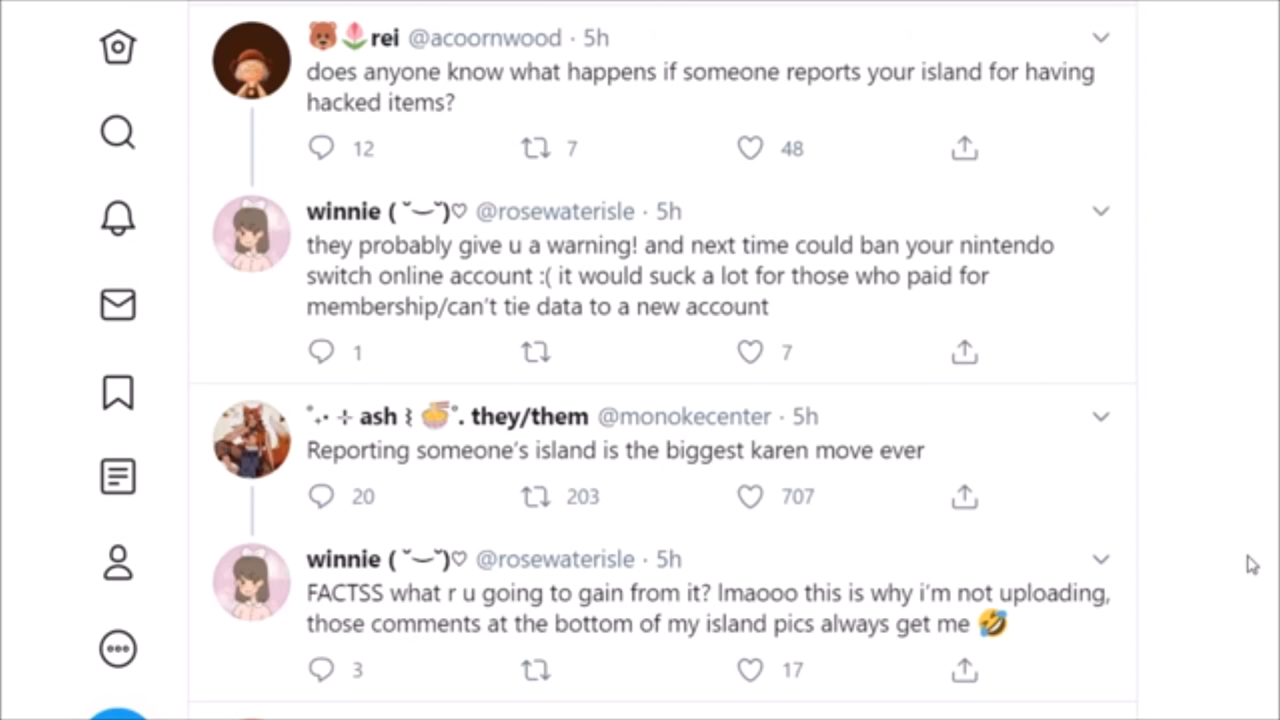 🐻🌷rei @acoornwood · 5h
does anyone know what happens if someone reports your island for having
hacked items?
12 7 48
winnie ( ˘‿˘)♡ @rosewaterisle · 5h
they probably give u a warning! and next time could ban your nintendo
switch online account :( it would suck a lot for those who paid for
membership/can't tie data to a new account
1 7
˚₊· ⊹ ash ⌇ 🍜˚. they/them @monokecenter · 5h
Reporting someone's island is the biggest karen move ever
20 203 707
winnie ( ˘‿˘)♡ @rosewaterisle · 5h
FACTSS what r u going to gain from it? lmaooo this is why i'm not uploading,
those comments at the bottom of my island pics always get me 🤣
3 17